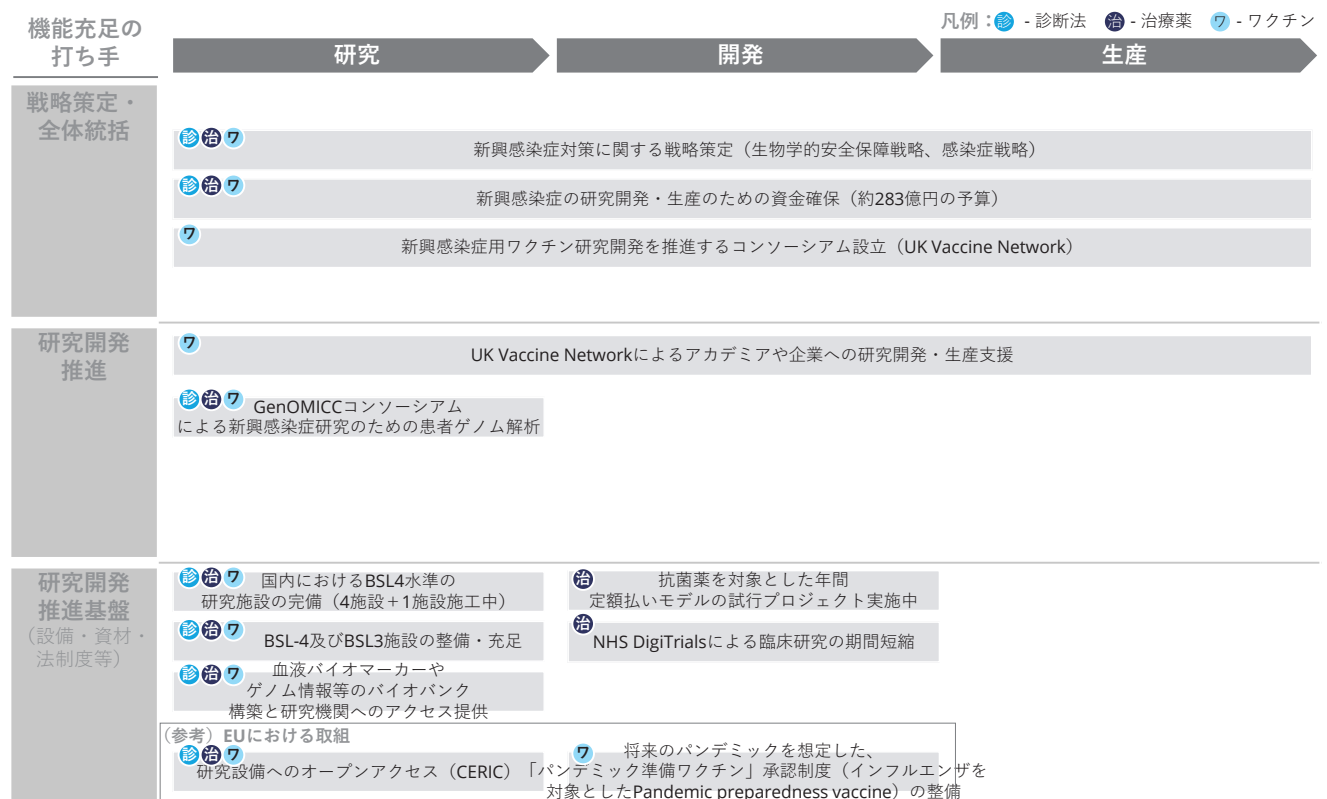 機能充足の
打ち手
凡例：診 - 診断法 治 - 治療薬 ワ - ワクチン
研究
開発
生産
戦略策定・
全体統括
診治ワ
新興感染症対策に関する戦略策定（生物学的安全保障戦略、感染症戦略）
診治ワ
新興感染症の研究開発・生産のための資金確保（約283億円の予算）
ワ
新興感染症用ワクチン研究開発を推進するコンソーシアム設立（UK Vaccine Network）
研究開発
推進
ワ
UK Vaccine Networkによるアカデミアや企業への研究開発・生産支援
診治ワ
GenOMICCコンソーシアム
による新興感染症研究のための患者ゲノム解析
研究開発
推進基盤
（設備・資材・
法制度等）
診治ワ
国内におけるBSL4水準の
研究施設の完備（4施設＋1施設施工中）
治
抗菌薬を対象とした年間
定額払いモデルの試行プロジェクト実施中
診治ワ
BSL-4及びBSL3施設の整備・充足
治
NHS DigiTrialsによる臨床研究の期間短縮
診治ワ
血液バイオマーカーや
ゲノム情報等のバイオバンク
構築と研究機関へのアクセス提供
（参考）EUにおける取組
診治ワ
研究設備へのオープンアクセス（CERIC）
ワ
将来のパンデミックを想定した、
「パンデミック準備ワクチン」承認制度（インフルエンザを
対象としたPandemic preparedness vaccine）の整備